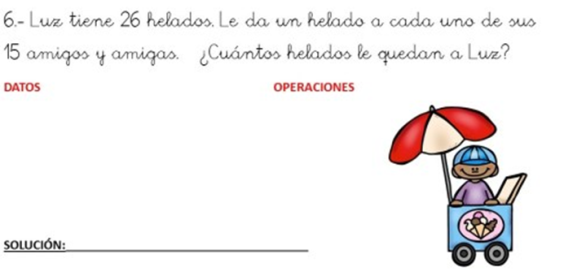 6.- Luz tiene 26 helados. Le da un helado a cada uno de sus
15 amigos y amigas. ¿Cuántos helados le quedan a Luz?
DATOS OPERACIONES
SOLUCIÓN: